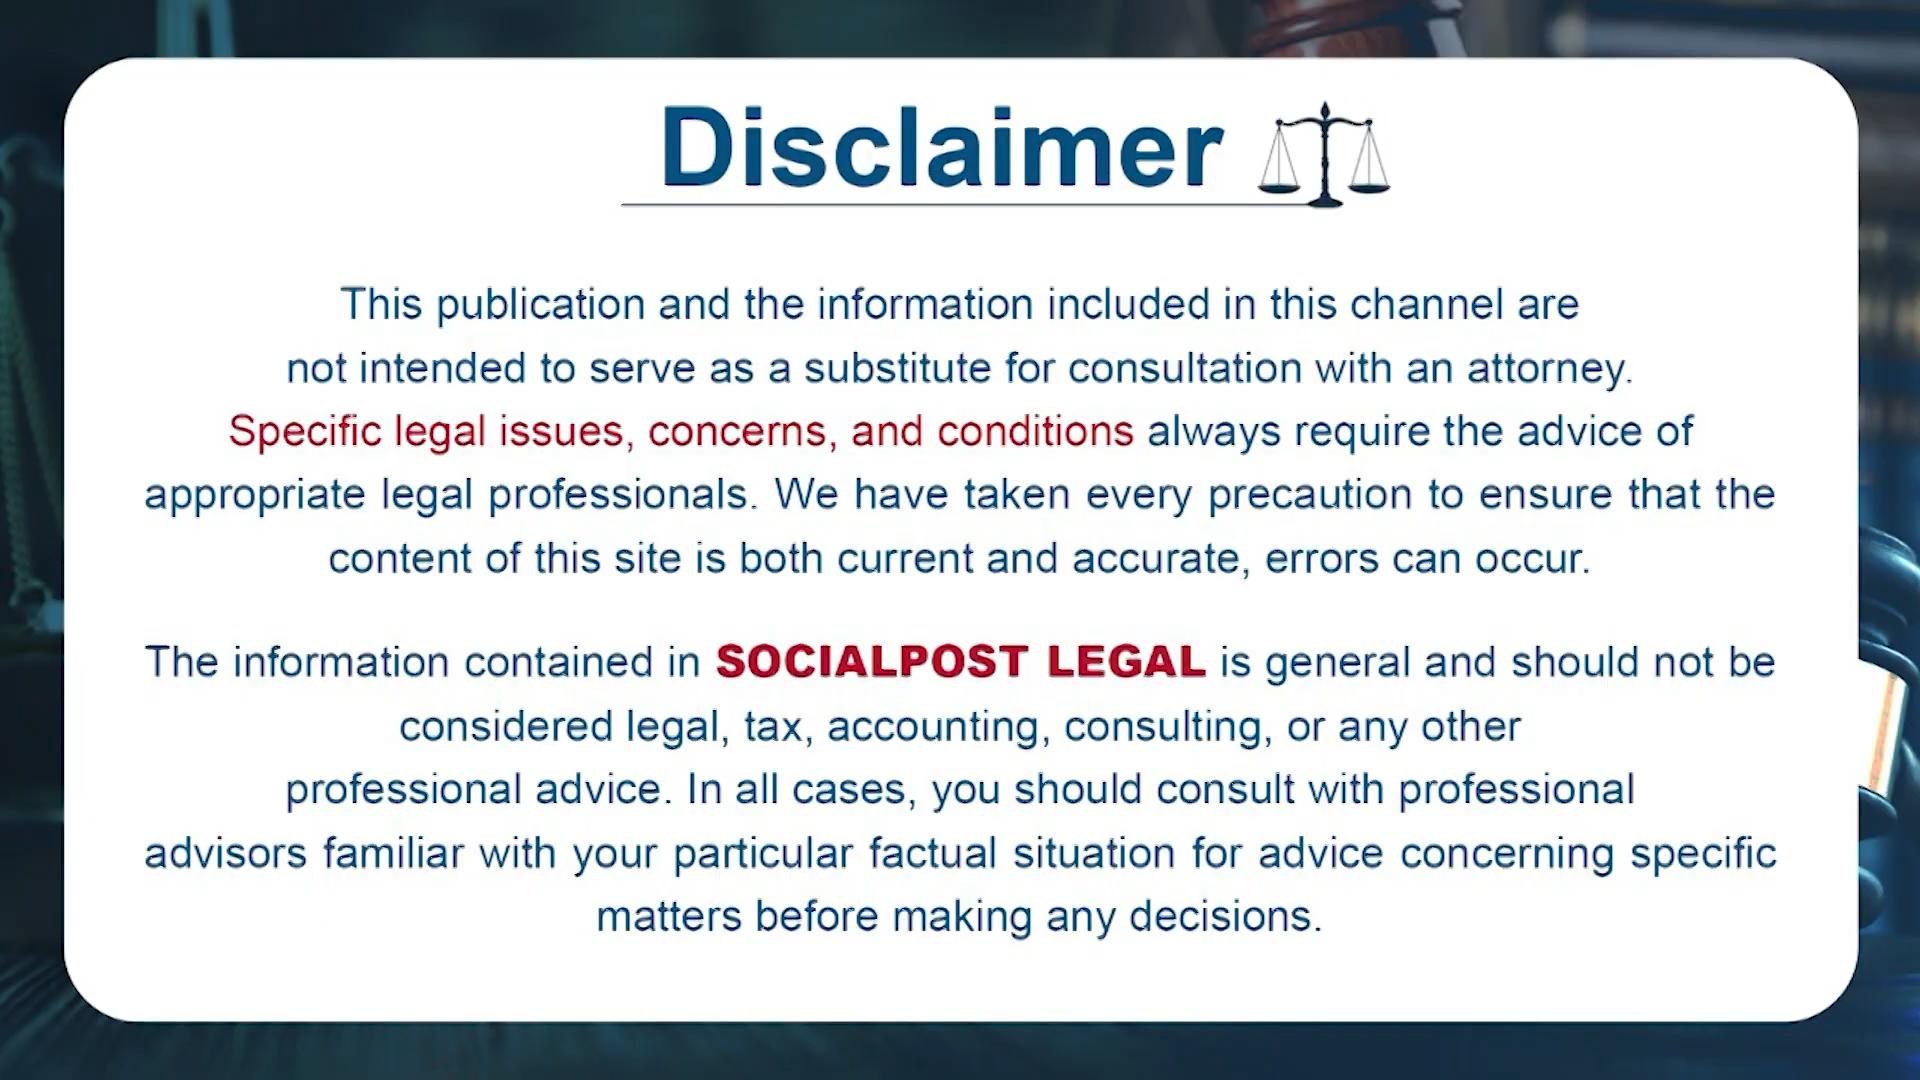 Disclaimer
This publication and the information included in this channel are
not intended to serve as a substitute for consultation with an attorney.
Specific legal issues, concerns, and conditions always require the advice of
appropriate legal professionals. We have taken every precaution to ensure that the
content of this site is both current and accurate, errors can occur.
The information contained in SOCIALPOST LEGAL is general and should not be
considered legal, tax, accounting, consulting, or any other
professional advice. In all cases, you should consult with professional
advisors familiar with your particular factual situation for advice concerning specific
matters before making any decisions.